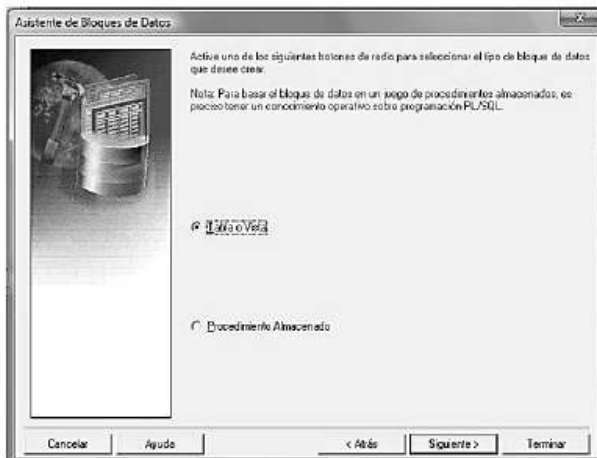 Asistente de Bloques de Datos
Active uno de los siguientes botones de radio para seleccionar el tipo de bloque de datos
que desee crear.
Nota: Para basar el bloque de datos en un juego de procedimientos almacenados, es
preciso tener un conocimiento operativo sobre programación PL/SQL.
Tabla o Vista
Procedimiento Almacenado
Cancelar
Ayuda
< Atrás
Siguiente >
Terminar